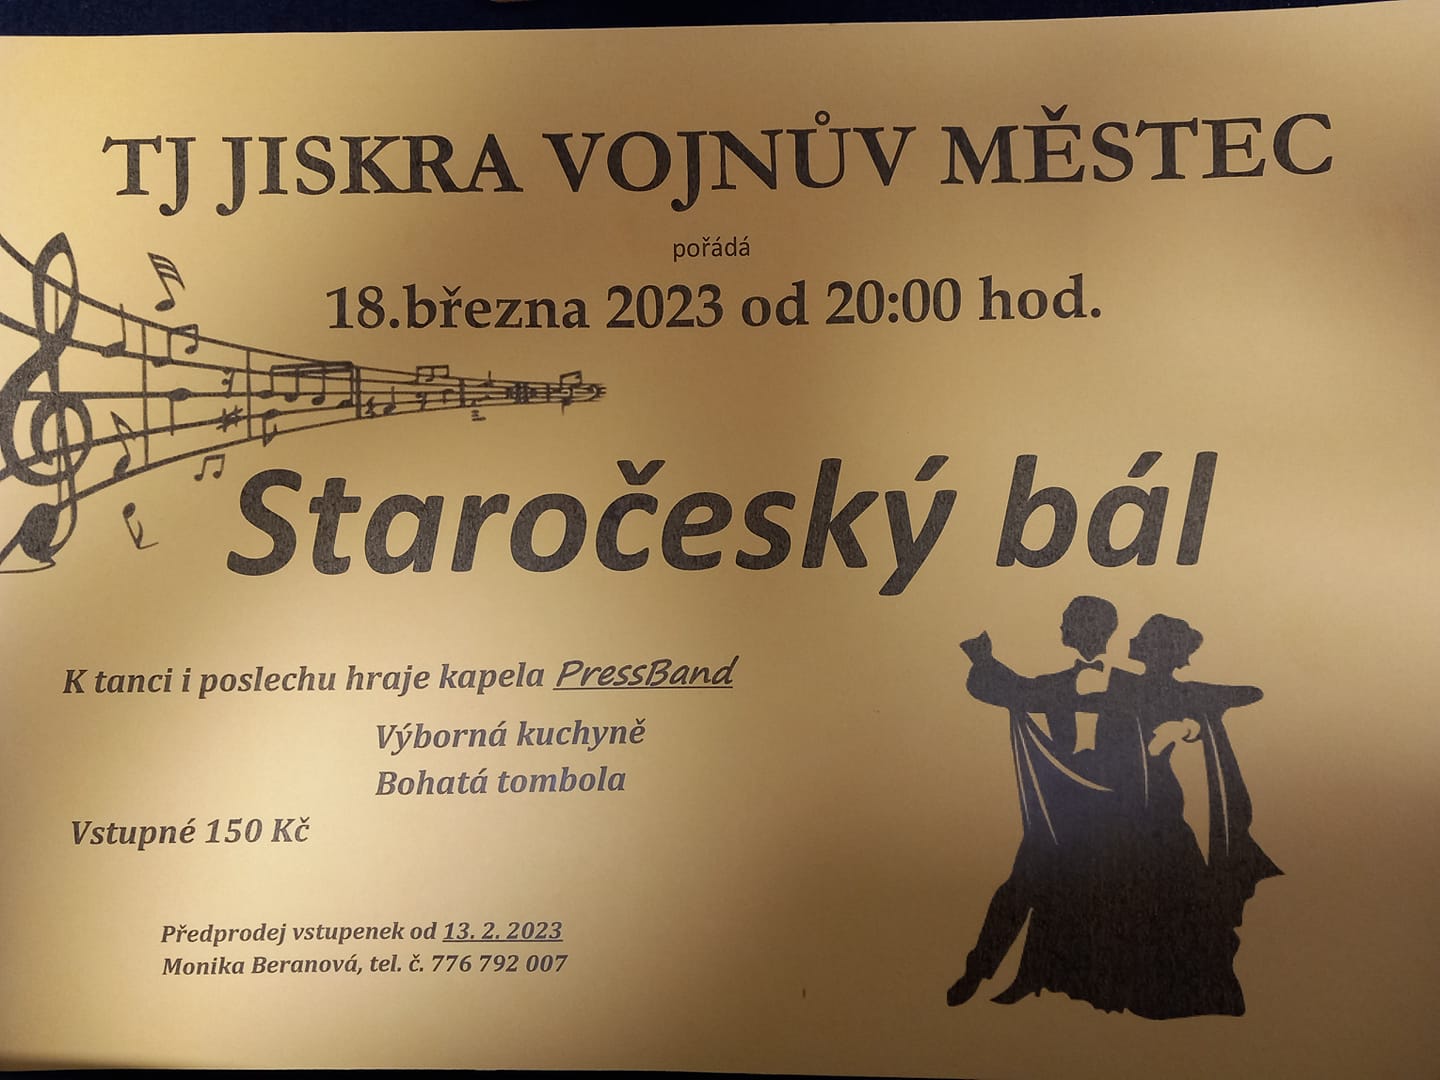 TJ JISKRA VOJNŮV MĚSTEC
pořádá
18.března 2023 od 20:00 hod.
Staročeský bál
K tanci i poslechu hraje kapela PressBand
Výborná kuchyně
Bohatá tombola
Vstupné 150 Kč
Předprodej vstupenek od 13. 2. 2023
Monika Beranová, tel. č. 776 792 007